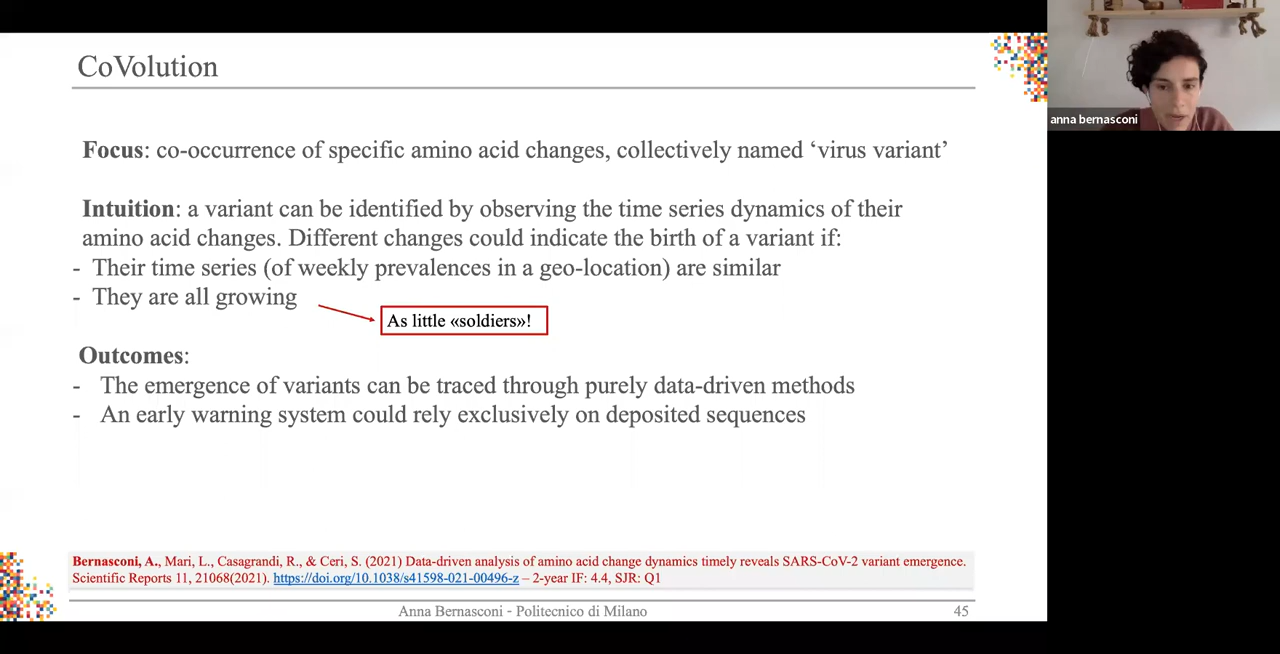 CoVolution
anna bernasconi
Focus: co-occurrence of specific amino acid changes, collectively named ‘virus variant’
Intuition: a variant can be identified by observing the time series dynamics of their
amino acid changes. Different changes could indicate the birth of a variant if:
- Their time series (of weekly prevalences in a geo-location) are similar
- They are all growing
As little «soldiers»!
Outcomes:
- The emergence of variants can be traced through purely data-driven methods
- An early warning system could rely exclusively on deposited sequences
Bernasconi, A., Mari, L., Casagrandi, R., & Ceri, S. (2021) Data-driven analysis of amino acid change dynamics timely reveals SARS-CoV-2 variant emergence.
Scientific Reports 11, 21068(2021). https://doi.org/10.1038/s41598-021-00496-z – 2-year IF: 4.4, SJR: Q1
Anna Bernasconi - Politecnico di Milano
45